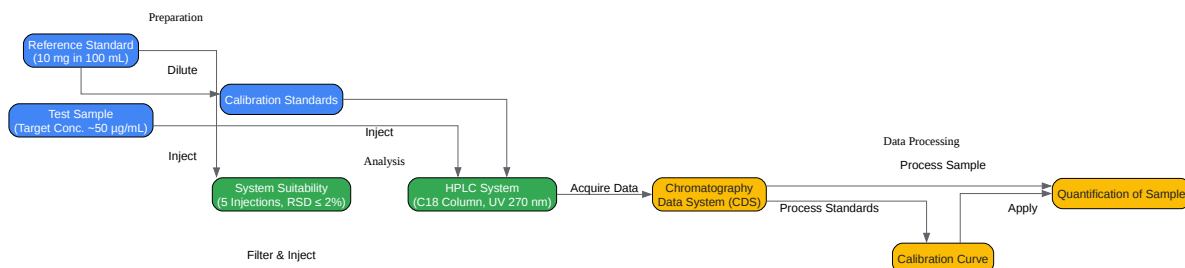 Preparation
Reference Standard
(10 mg in 100 mL)
Dilute
Calibration Standards
Test Sample
(Target Conc. ~50 µg/mL)
Inject
Inject
Analysis
System Suitability
(5 Injections, RSD ≤ 2%)
HPLC System
(C18 Column, UV 270 nm)
Filter & Inject
Acquire Data
Data Processing
Process Sample
Chromatography
Data System (CDS)
Process Standards
Calibration Curve
Apply
Quantification of Sample